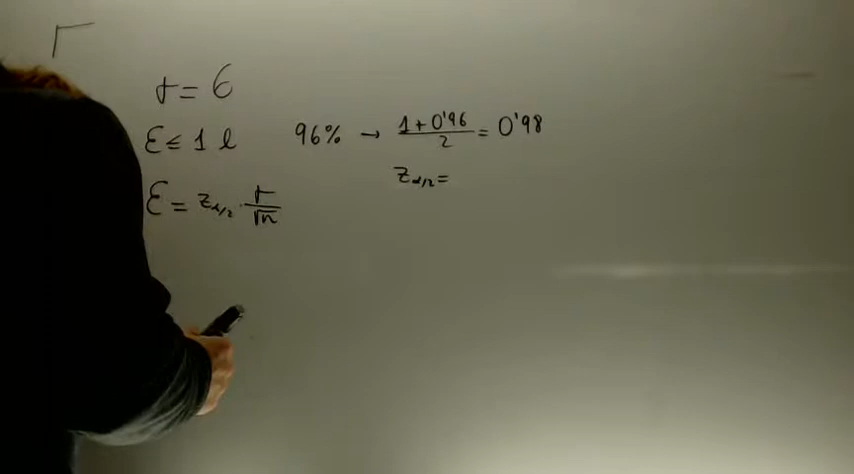 σ = 6
ε ≤ 1 l 96% → (1 + 0'96)/2 = 0'98
z_α/2 =
ε = z_α/2 · σ/√n